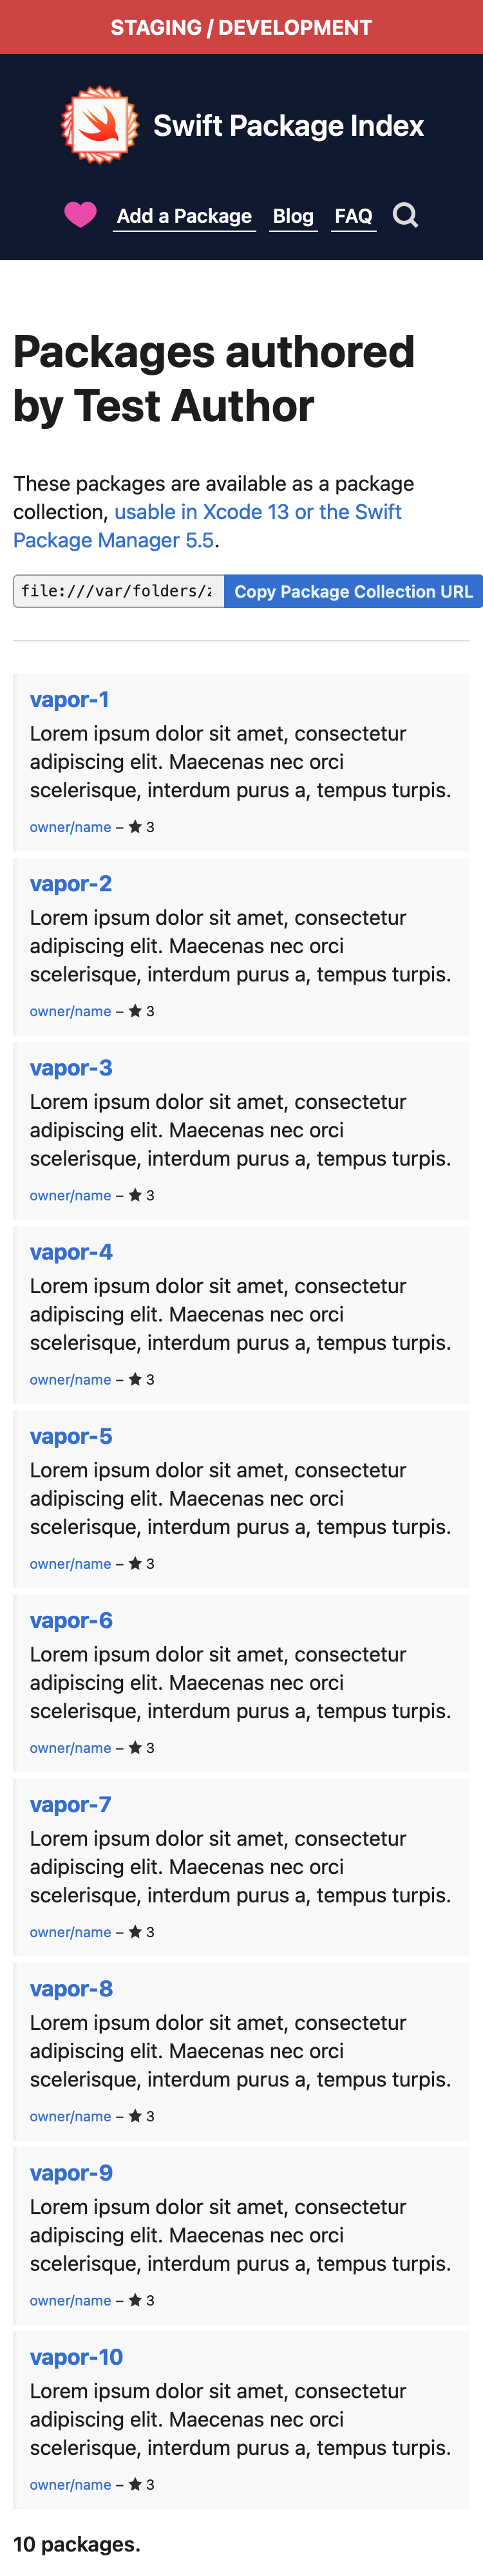 STAGING / DEVELOPMENT
Swift Package Index
Add a Package Blog FAQ
Packages authored
by Test Author
These packages are available as a package
collection, usable in Xcode 13 or the Swift
Package Manager 5.5.
file:///var/folders/z Copy Package Collection URL
vapor-1
Lorem ipsum dolor sit amet, consectetur
adipiscing elit. Maecenas nec orci
scelerisque, interdum purus a, tempus turpis.
owner/name – ★ 3
vapor-2
Lorem ipsum dolor sit amet, consectetur
adipiscing elit. Maecenas nec orci
scelerisque, interdum purus a, tempus turpis.
owner/name – ★ 3
vapor-3
Lorem ipsum dolor sit amet, consectetur
adipiscing elit. Maecenas nec orci
scelerisque, interdum purus a, tempus turpis.
owner/name – ★ 3
vapor-4
Lorem ipsum dolor sit amet, consectetur
adipiscing elit. Maecenas nec orci
scelerisque, interdum purus a, tempus turpis.
owner/name – ★ 3
vapor-5
Lorem ipsum dolor sit amet, consectetur
adipiscing elit. Maecenas nec orci
scelerisque, interdum purus a, tempus turpis.
owner/name – ★ 3
vapor-6
Lorem ipsum dolor sit amet, consectetur
adipiscing elit. Maecenas nec orci
scelerisque, interdum purus a, tempus turpis.
owner/name – ★ 3
vapor-7
Lorem ipsum dolor sit amet, consectetur
adipiscing elit. Maecenas nec orci
scelerisque, interdum purus a, tempus turpis.
owner/name – ★ 3
vapor-8
Lorem ipsum dolor sit amet, consectetur
adipiscing elit. Maecenas nec orci
scelerisque, interdum purus a, tempus turpis.
owner/name – ★ 3
vapor-9
Lorem ipsum dolor sit amet, consectetur
adipiscing elit. Maecenas nec orci
scelerisque, interdum purus a, tempus turpis.
owner/name – ★ 3
vapor-10
Lorem ipsum dolor sit amet, consectetur
adipiscing elit. Maecenas nec orci
scelerisque, interdum purus a, tempus turpis.
owner/name – ★ 3
10 packages.